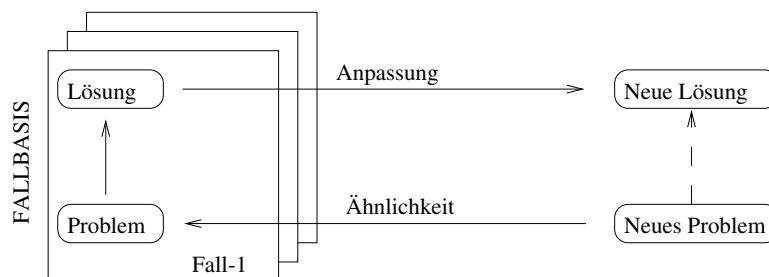 Anpassung
Lösung
Neue Lösung
FALLBASIS
Ähnlichkeit
Problem
Neues Problem
Fall-1